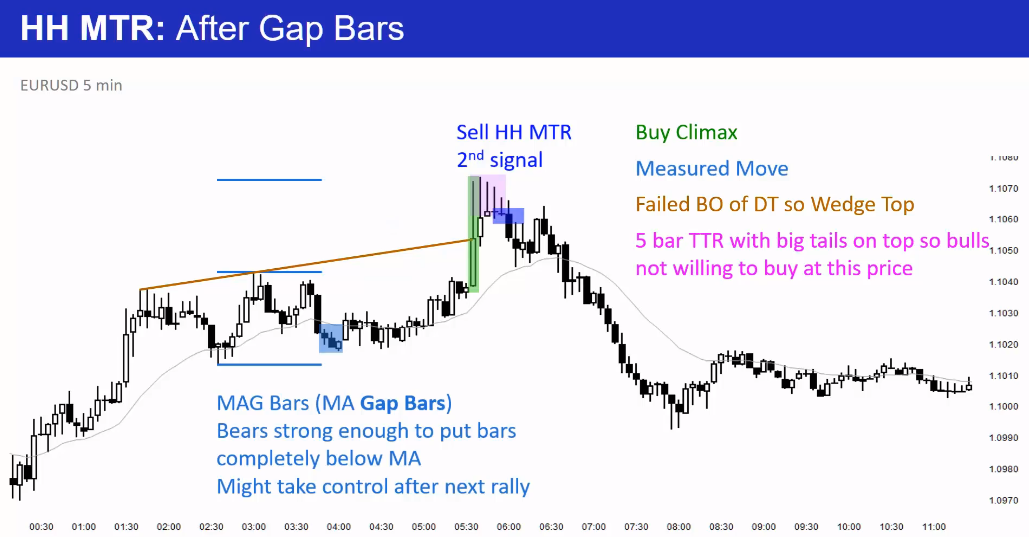 HH MTR: After Gap Bars
EURUSD 5 min
Sell HH MTR
2nd signal
Buy Climax
Measured Move
Failed BO of DT so Wedge Top
5 bar TTR with big tails on top so bulls
not willing to buy at this price
MAG Bars (MA Gap Bars)
Bears strong enough to put bars
completely below MA
Might take control after next rally
1.1080
1.1070
1.1060
1.1050
1.1040
1.1030
1.1020
1.1010
1.1000
1.0990
1.0980
1.0970
00:30 01:00 01:30 02:00 02:30 03:00 03:30 04:00 04:30 05:00 05:30 06:00 06:30 07:00 07:30 08:00 08:30 09:00 09:30 10:00 10:30 11:00